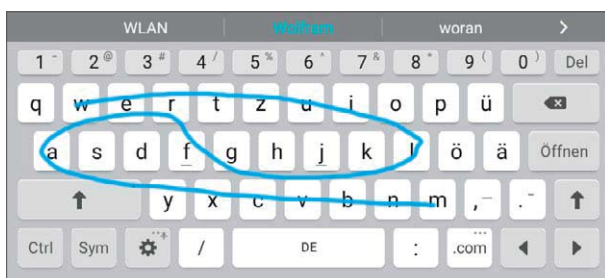 WLAN Wolfram woran >
1 - 2 @ 3 # 4 / 5 % 6 ^ 7 & 8 * 9 ( 0 ) Del
q w e r t z u i o p ü
a s d f g h j k l ö ä Öffnen
y x c v b n m , – . -
Ctrl Sym / DE : .com